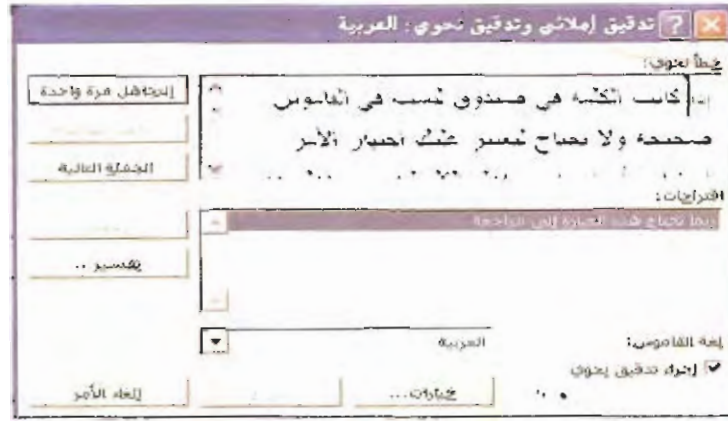 تدقيق إملائي وتدقيق نحوي: العربية
خطأ نحوي:
إذا كانت الكلمة في صندوق ليست في القاموس
صحيحة ولا تحتاج لتغيير عليك اختيار الأمر
تجاهل مرة واحدة
الجملة التالية
اقتراحات:
ربما تحتاج هذه العبارة إلى مراجعة
تفسير ..
لغة القاموس:
العربية
إجراء تدقيق نحوي
خيارات...
إلغاء الأمر